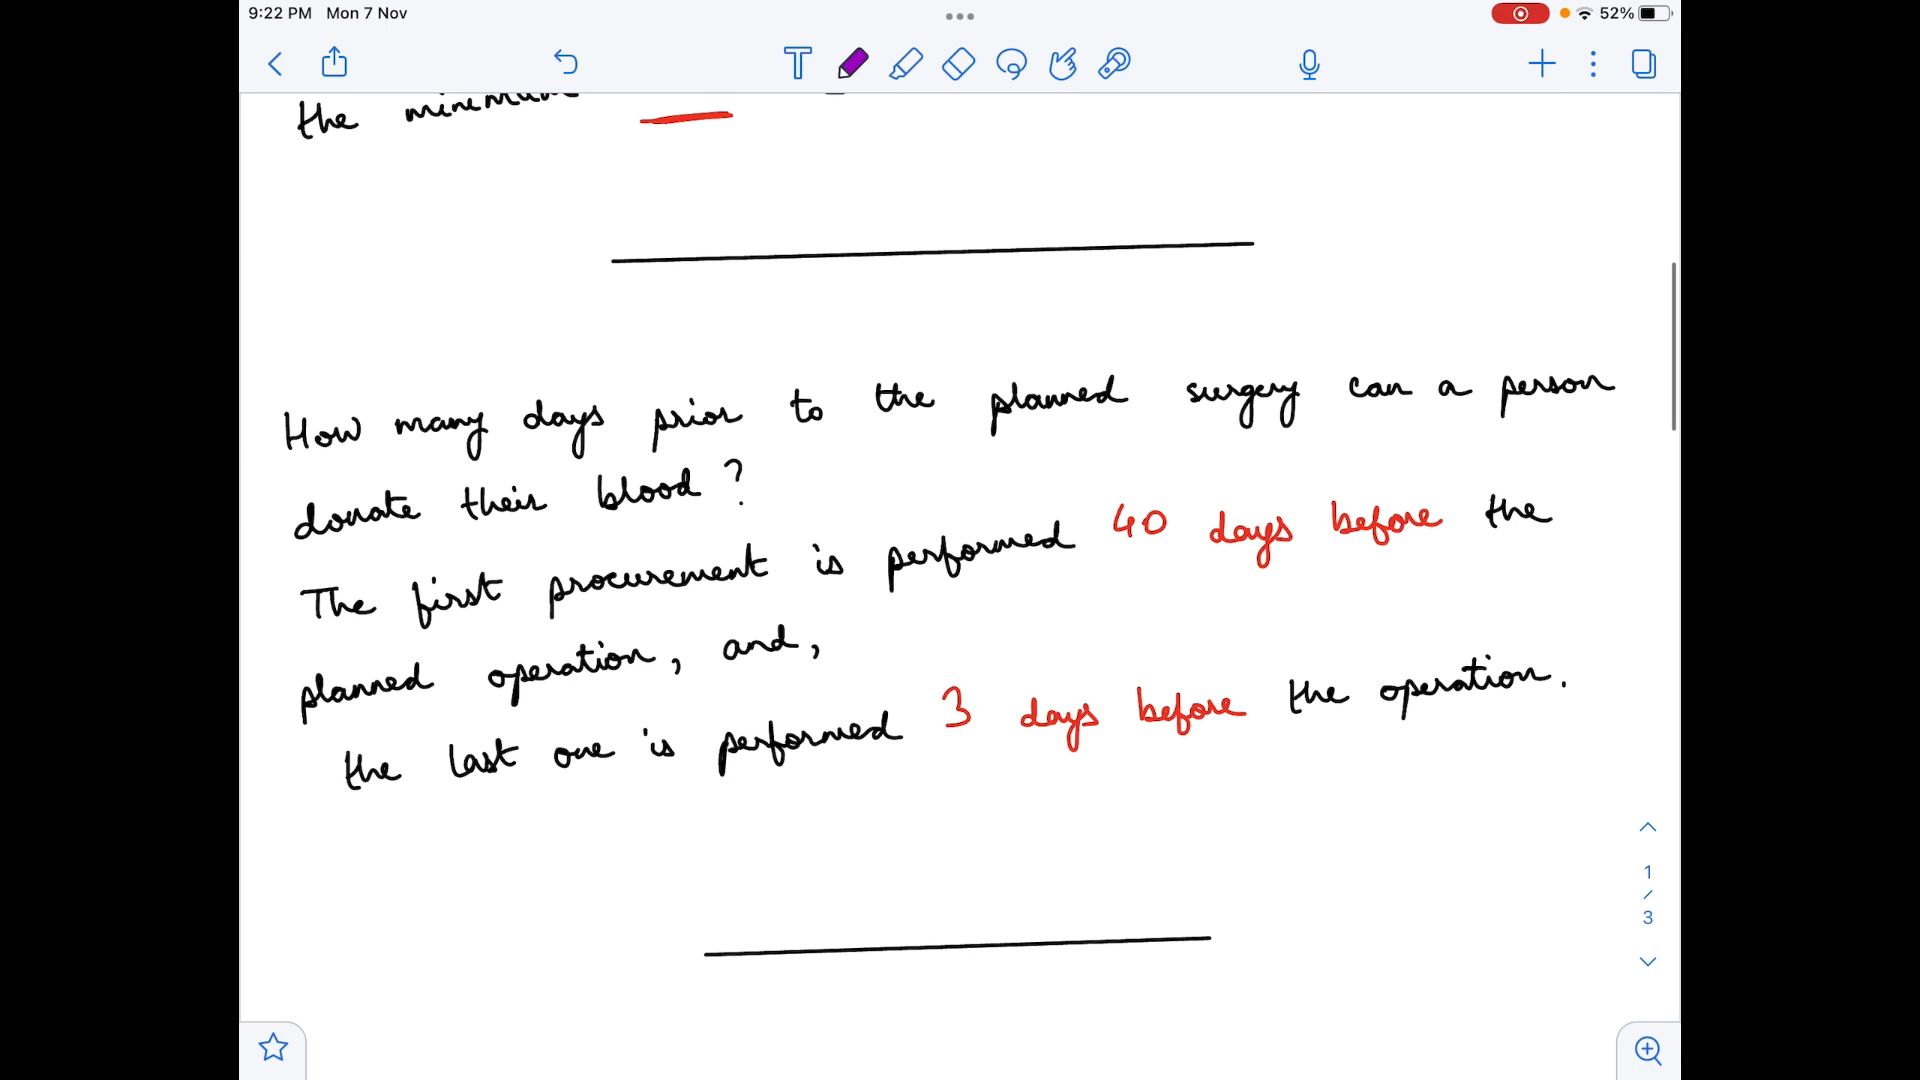 9:22 PM Mon 7 Nov
52%
the minimum
How many days prior to the planned surgery can a person
donate their blood ?
The first procurement is performed 40 days before the
planned operation, and,
the last one is performed 3 days before the operation.
1
/
3